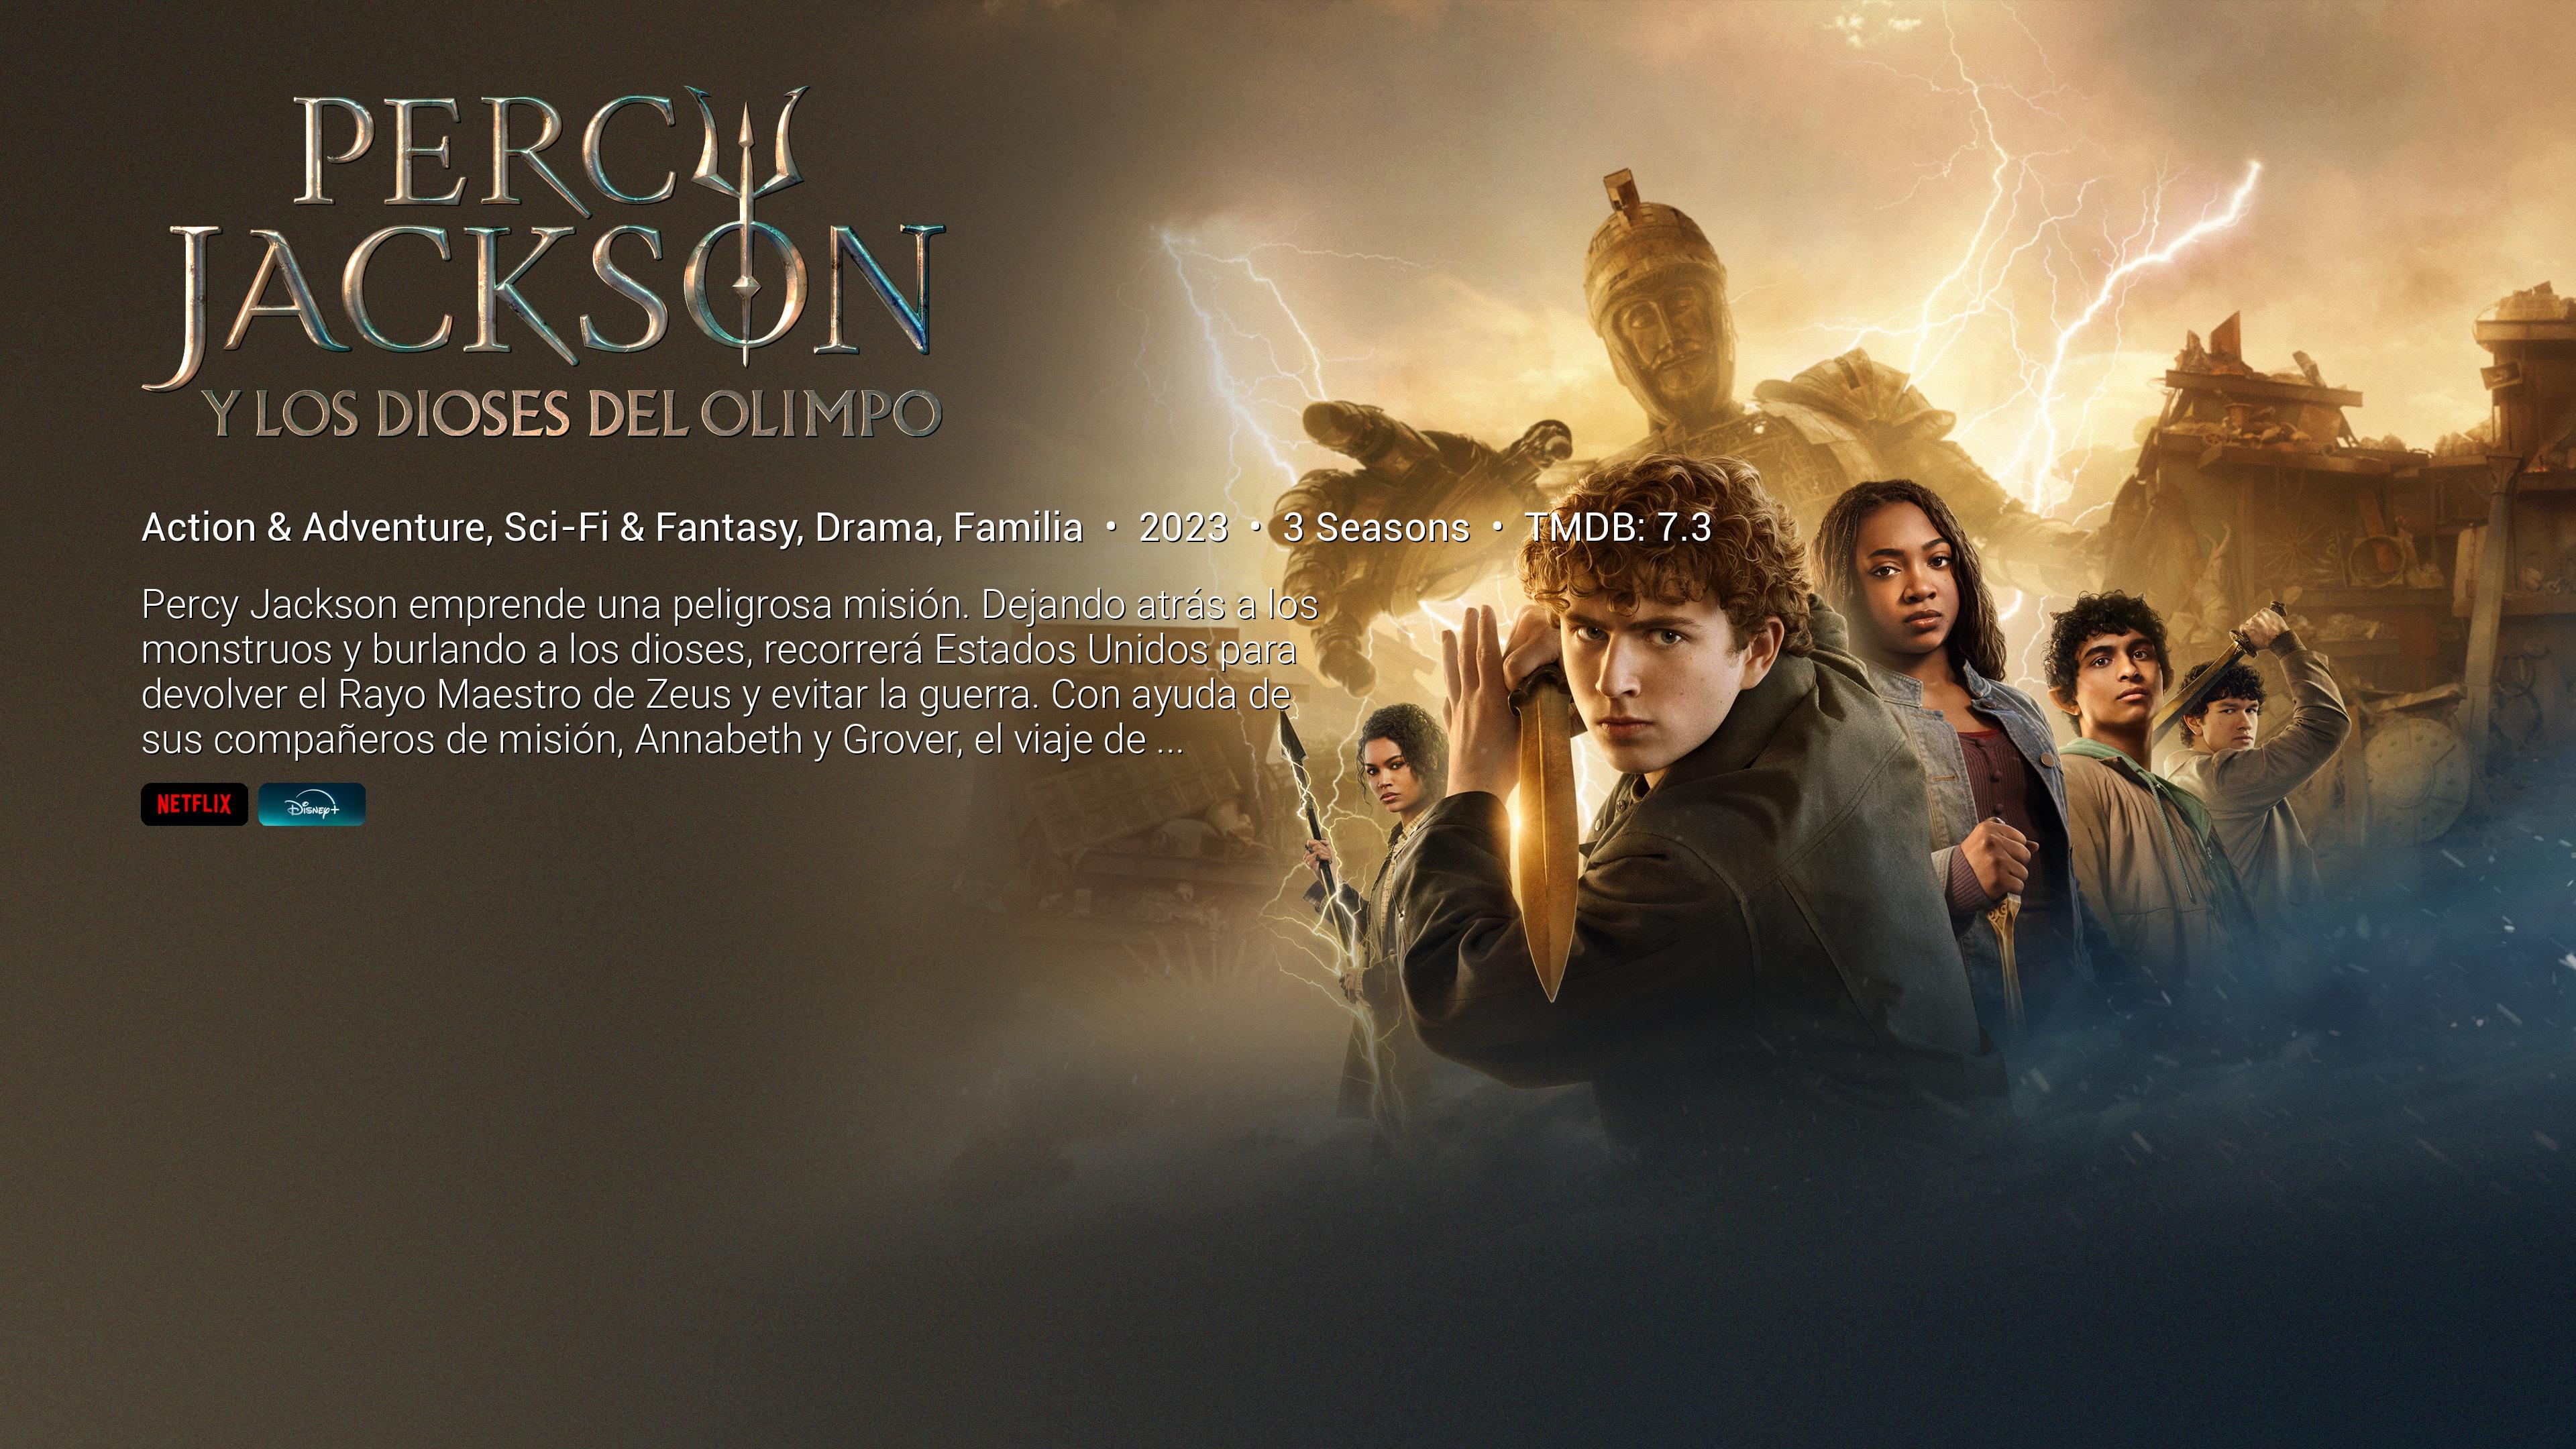 PERCY
JACKSON
Y LOS DIOSES DEL OLIMPO
Action & Adventure, Sci-Fi & Fantasy, Drama, Familia • 2023 • 3 Seasons • TMDB: 7.3
Percy Jackson emprende una peligrosa misión. Dejando atrás a los
monstruos y burlando a los dioses, recorrerá Estados Unidos para
devolver el Rayo Maestro de Zeus y evitar la guerra. Con ayuda de
sus compañeros de misión, Annabeth y Grover, el viaje de ...
NETFLIX Disney+